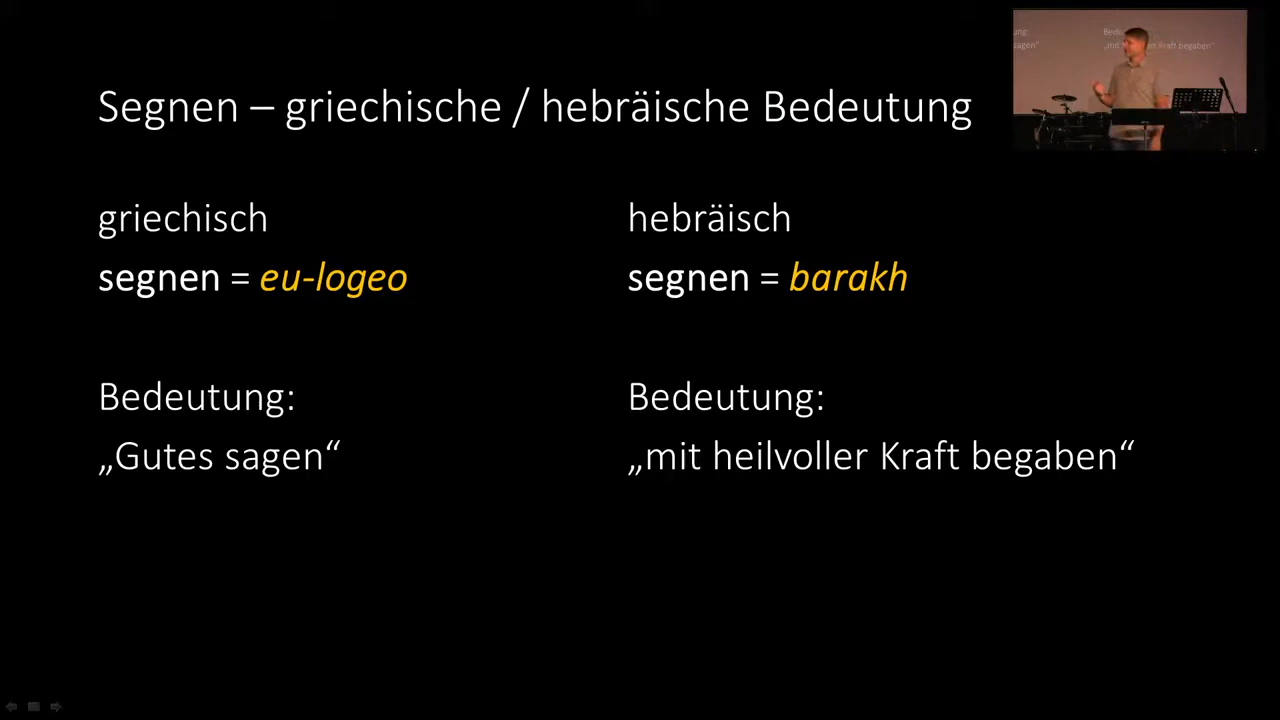 Segnen – griechische / hebräische Bedeutung
griechisch
segnen = eu-logeo
Bedeutung:
„Gutes sagen“
hebräisch
segnen = barakh
Bedeutung:
„mit heilvoller Kraft begaben“